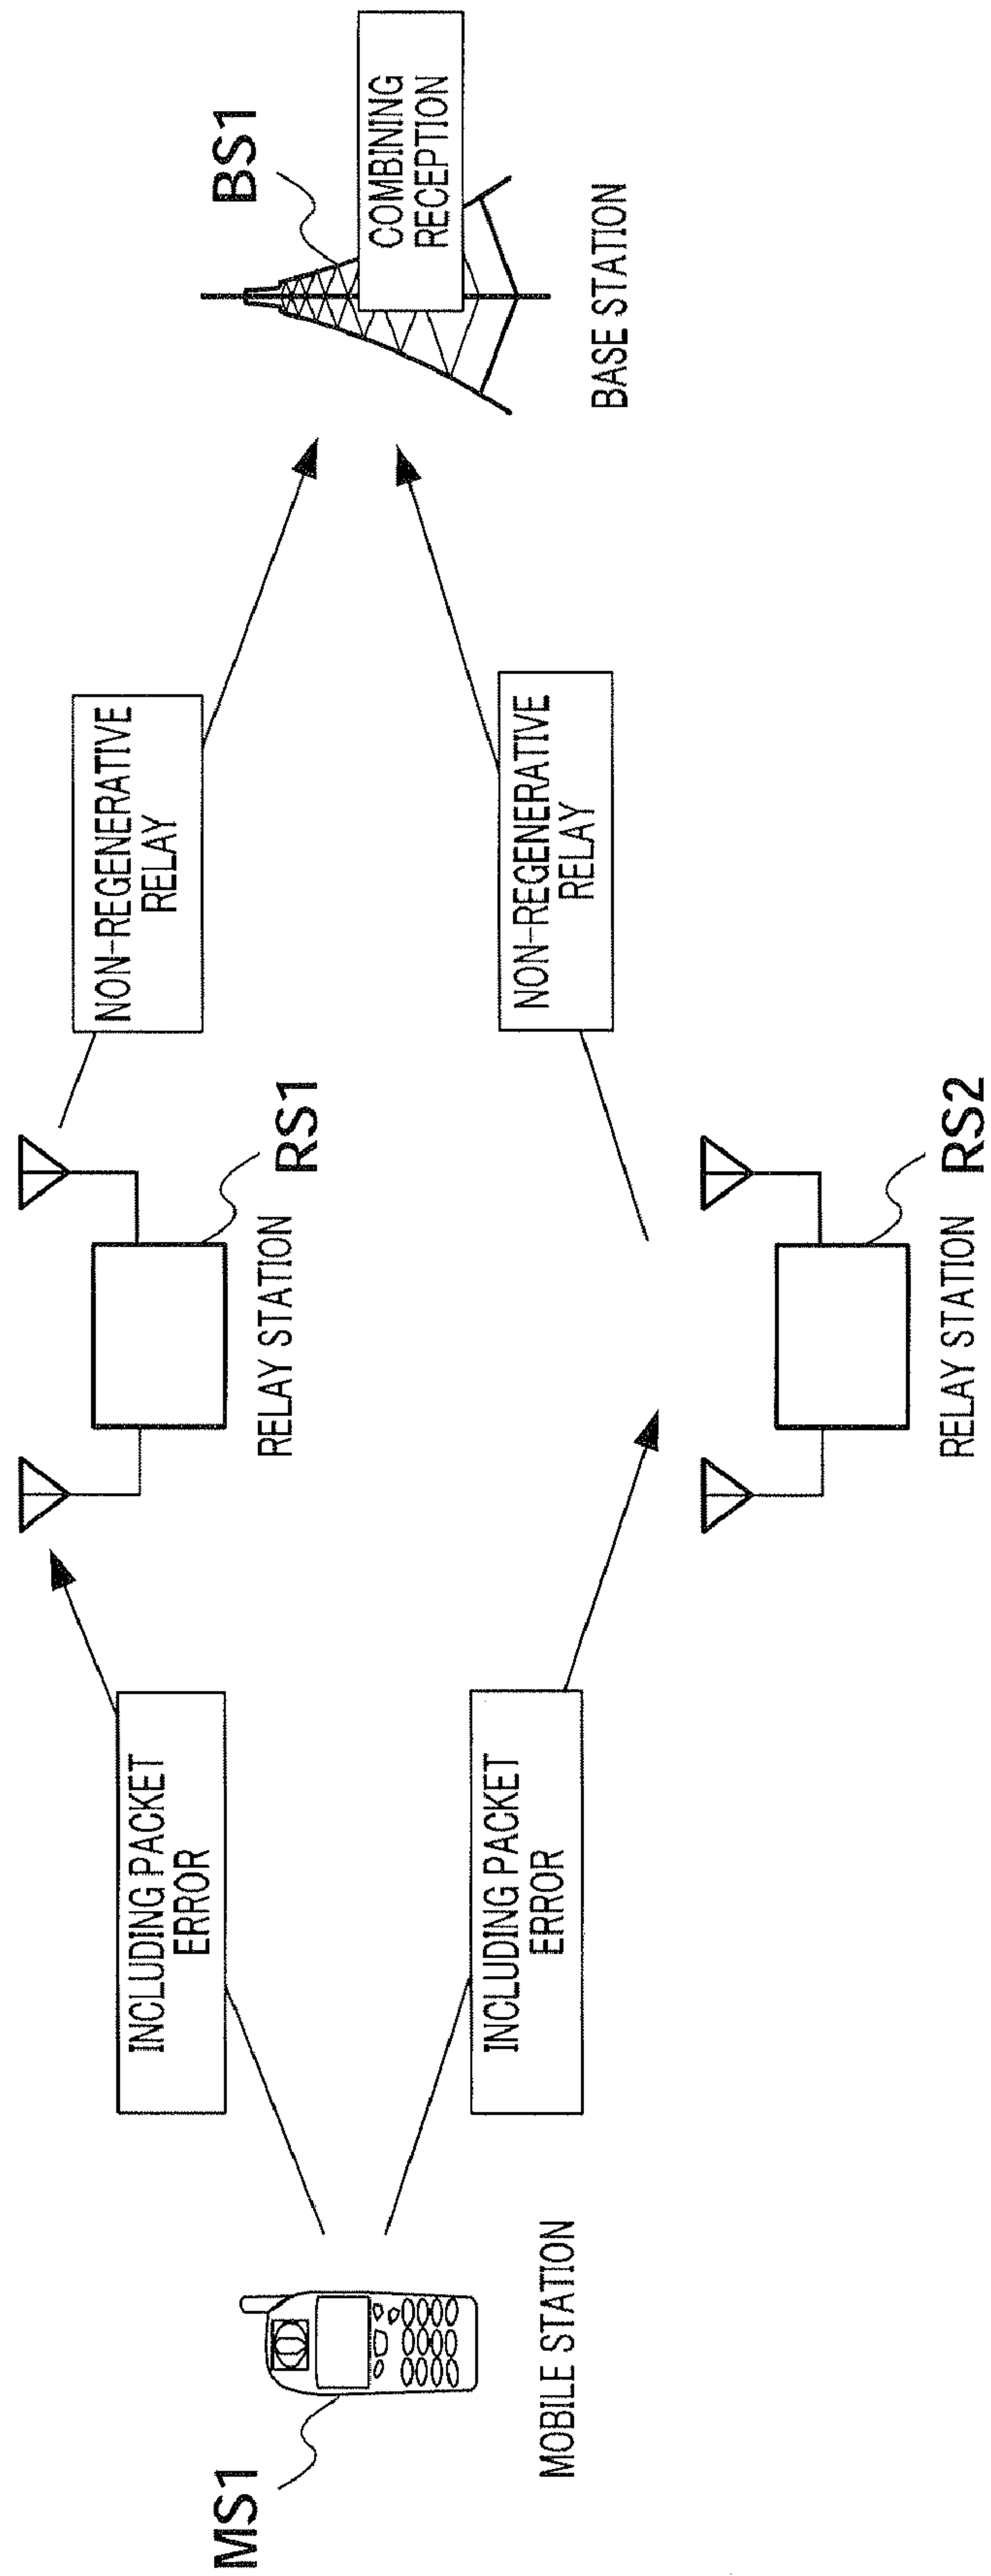 MS1
MOBILE STATION
INCLUDING PACKET
ERROR
INCLUDING PACKET
ERROR
RS1
RELAY STATION
RS2
RELAY STATION
NON-REGENERATIVE
RELAY
NON-REGENERATIVE
RELAY
BS1
COMBINING
RECEPTION
BASE STATION